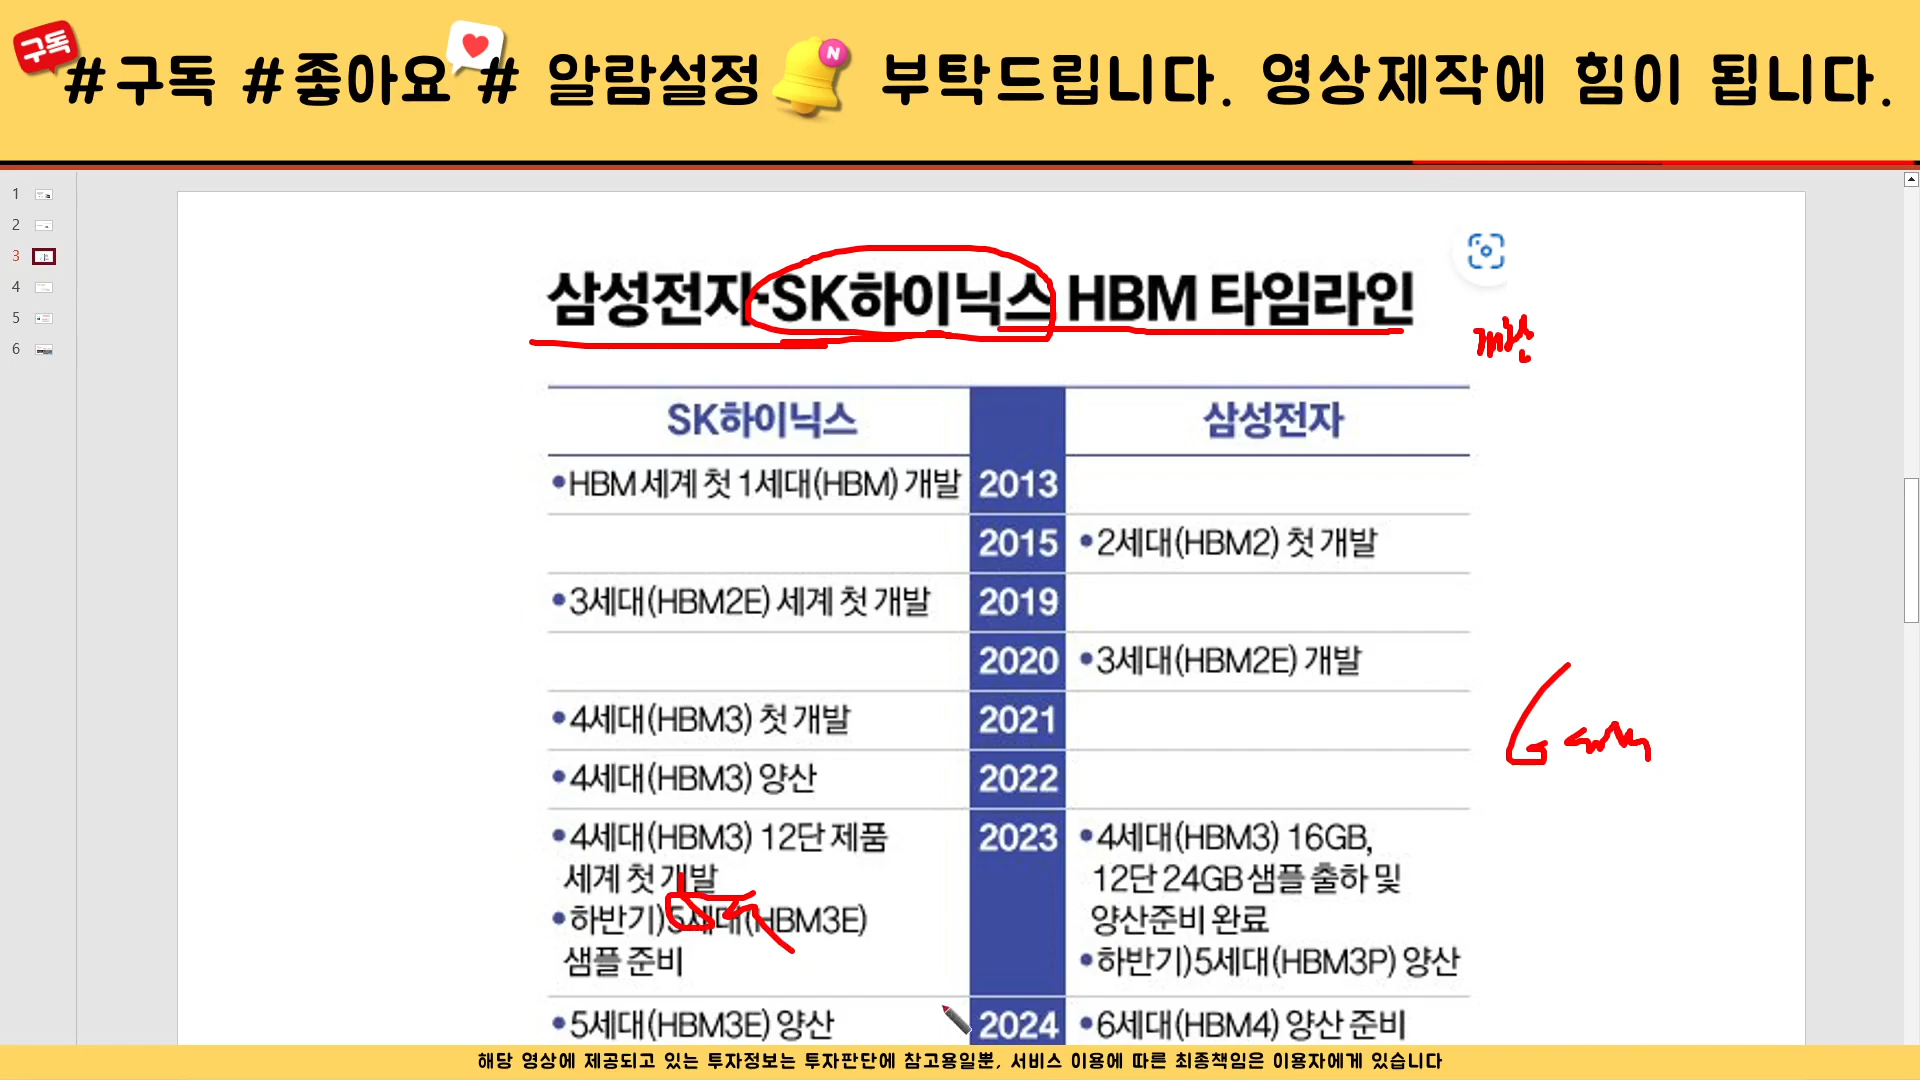 구독
#구독 #좋아요 # 알람설정 N 부탁드립니다. 영상제작에 힘이 됩니다.
1
2
3
4
5
6
삼성전자·SK하이닉스 HBM 타임라인
SK하이닉스 삼성전자
•HBM 세계 첫 1세대(HBM) 개발 2013
2015 •2세대(HBM2) 첫 개발
•3세대(HBM2E) 세계 첫 개발 2019
2020 •3세대(HBM2E) 개발
•4세대(HBM3) 첫 개발 2021
•4세대(HBM3) 양산 2022
•4세대(HBM3) 12단 제품
세계 첫 개발
•하반기)5세대(HBM3E)
샘플 준비
2023
•4세대(HBM3) 16GB,
12단 24GB 샘플 출하 및
양산준비 완료
•하반기)5세대(HBM3P) 양산
•5세대(HBM3E) 양산 2024 •6세대(HBM4) 양산 준비
해당 영상에 제공되고 있는 투자정보는 투자판단에 참고용일뿐, 서비스 이용에 따른 최종책임은 이용자에게 있습니다